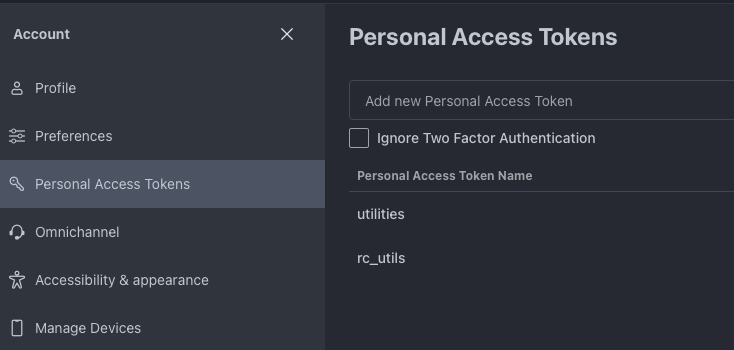 Account
Profile
Preferences
Personal Access Tokens
Omnichannel
Accessibility & appearance
Manage Devices
Personal Access Tokens
Add new Personal Access Token
Ignore Two Factor Authentication
Personal Access Token Name
utilities
rc_utils